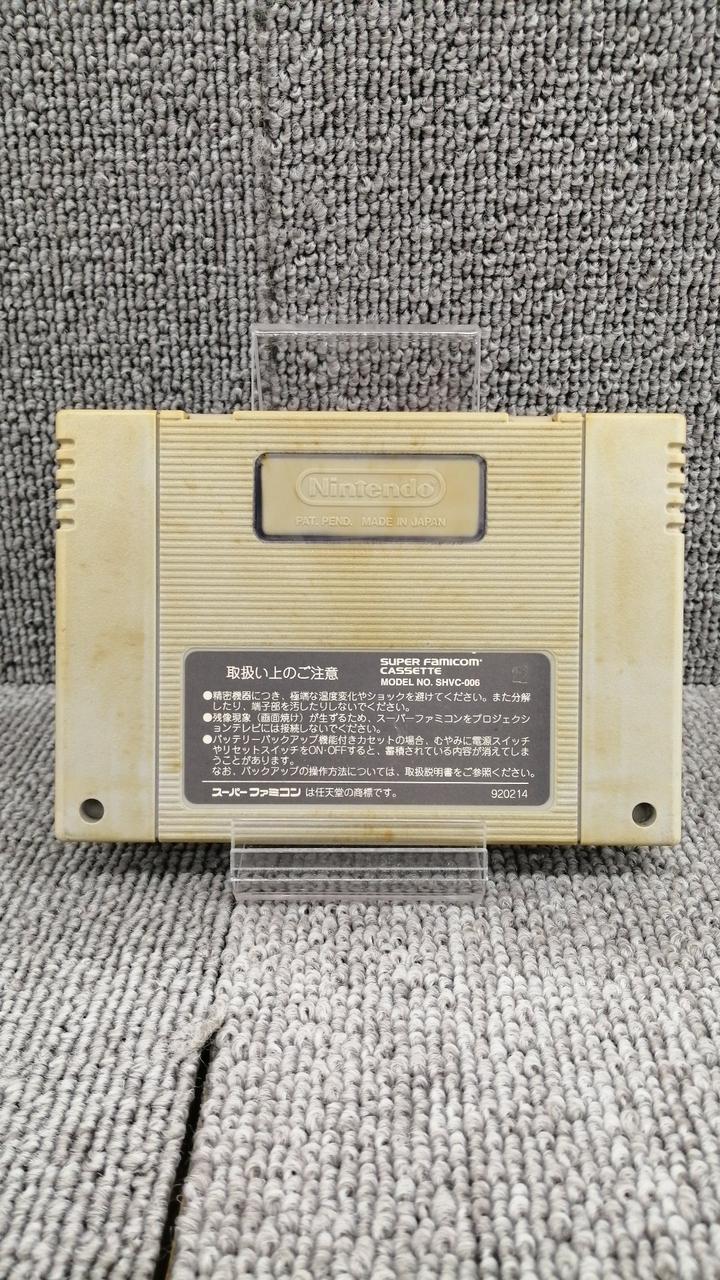 Nintendo
PAT. PEND. MADE IN JAPAN
取扱い上のご注意
SUPER FAMICOM
CASSETTE
MODEL NO. SHVC-006
●精密機器につき、極端な温度変化やショックを避けてください。また分解
したり、端子部を汚したりしないでください。
●残像現象(画面焼け)が生ずるため、スーパーファミコンをプロジェクシ
ョンテレビには接続しないでください。
●バッテリーバックアップ機能付きカセットの場合、むやみに電源スイッチ
やリセットスイッチをON・OFFすると、蓄積されている内容が消えてしま
うことがあります。
なお、バックアップの操作方法については、取扱説明書をご参照ください。
スーパーファミコン は任天堂の商標です。
920214